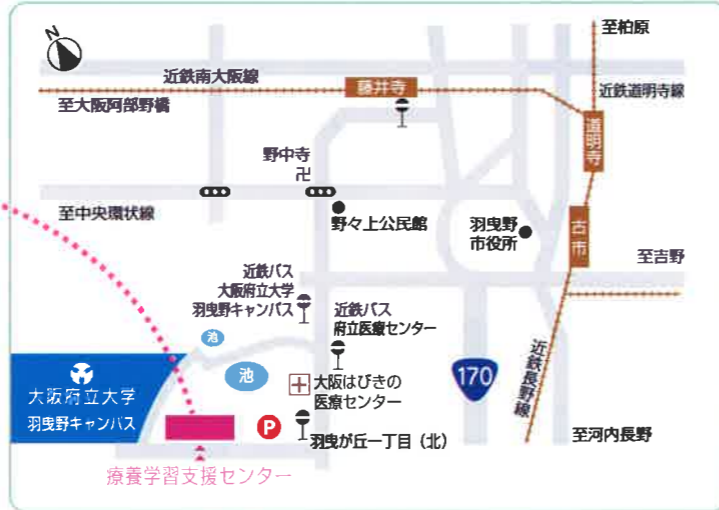 N
至柏原
近鉄南大阪線
藤井寺
近鉄道明寺線
至大阪阿部野橋
道明寺
野中寺
卍
至中央環状線
野々上公民館
羽曳野
市役所
古市
至吉野
近鉄バス
大阪府立大学
羽曳野キャンパス
近鉄バス
府立医療センター
池
池
170
近鉄長野線
大阪府立大学
羽曳野キャンパス
大阪はびきの
医療センター
P
羽曳が丘一丁目（北）
至河内長野
療養学習支援センター